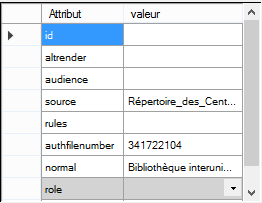 Attribut valeur
id
altrender
audience
source Répertoire_des_Cent...
rules
authfilenumber 341722104
normal Bibliothèque interuni...
role